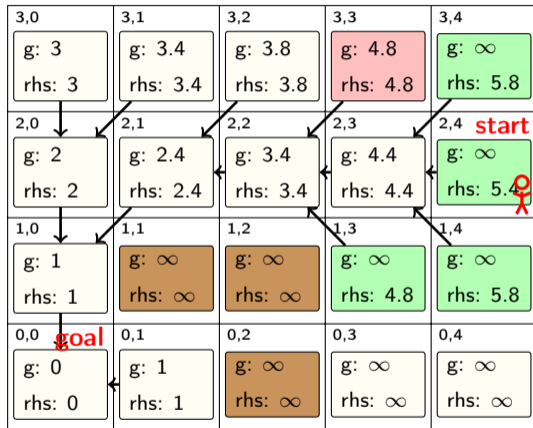 3,0 3,1 3,2 3,3 3,4
g: 3 g: 3.4 g: 3.8 g: 4.8 g: ∞
rhs: 3 rhs: 3.4 rhs: 3.8 rhs: 4.8 rhs: 5.8
2,0 2,1 2,2 2,3 2,4 start
g: 2 g: 2.4 g: 3.4 g: 4.4 g: ∞
rhs: 2 rhs: 2.4 rhs: 3.4 rhs: 4.4 rhs: 5.4
1,0 1,1 1,2 1,3 1,4
g: 1 g: ∞ g: ∞ g: ∞ g: ∞
rhs: 1 rhs: ∞ rhs: ∞ rhs: 4.8 rhs: 5.8
0,0 goal 0,1 0,2 0,3 0,4
g: 0 g: 1 g: ∞ g: ∞ g: ∞
rhs: 0 rhs: 1 rhs: ∞ rhs: ∞ rhs: ∞